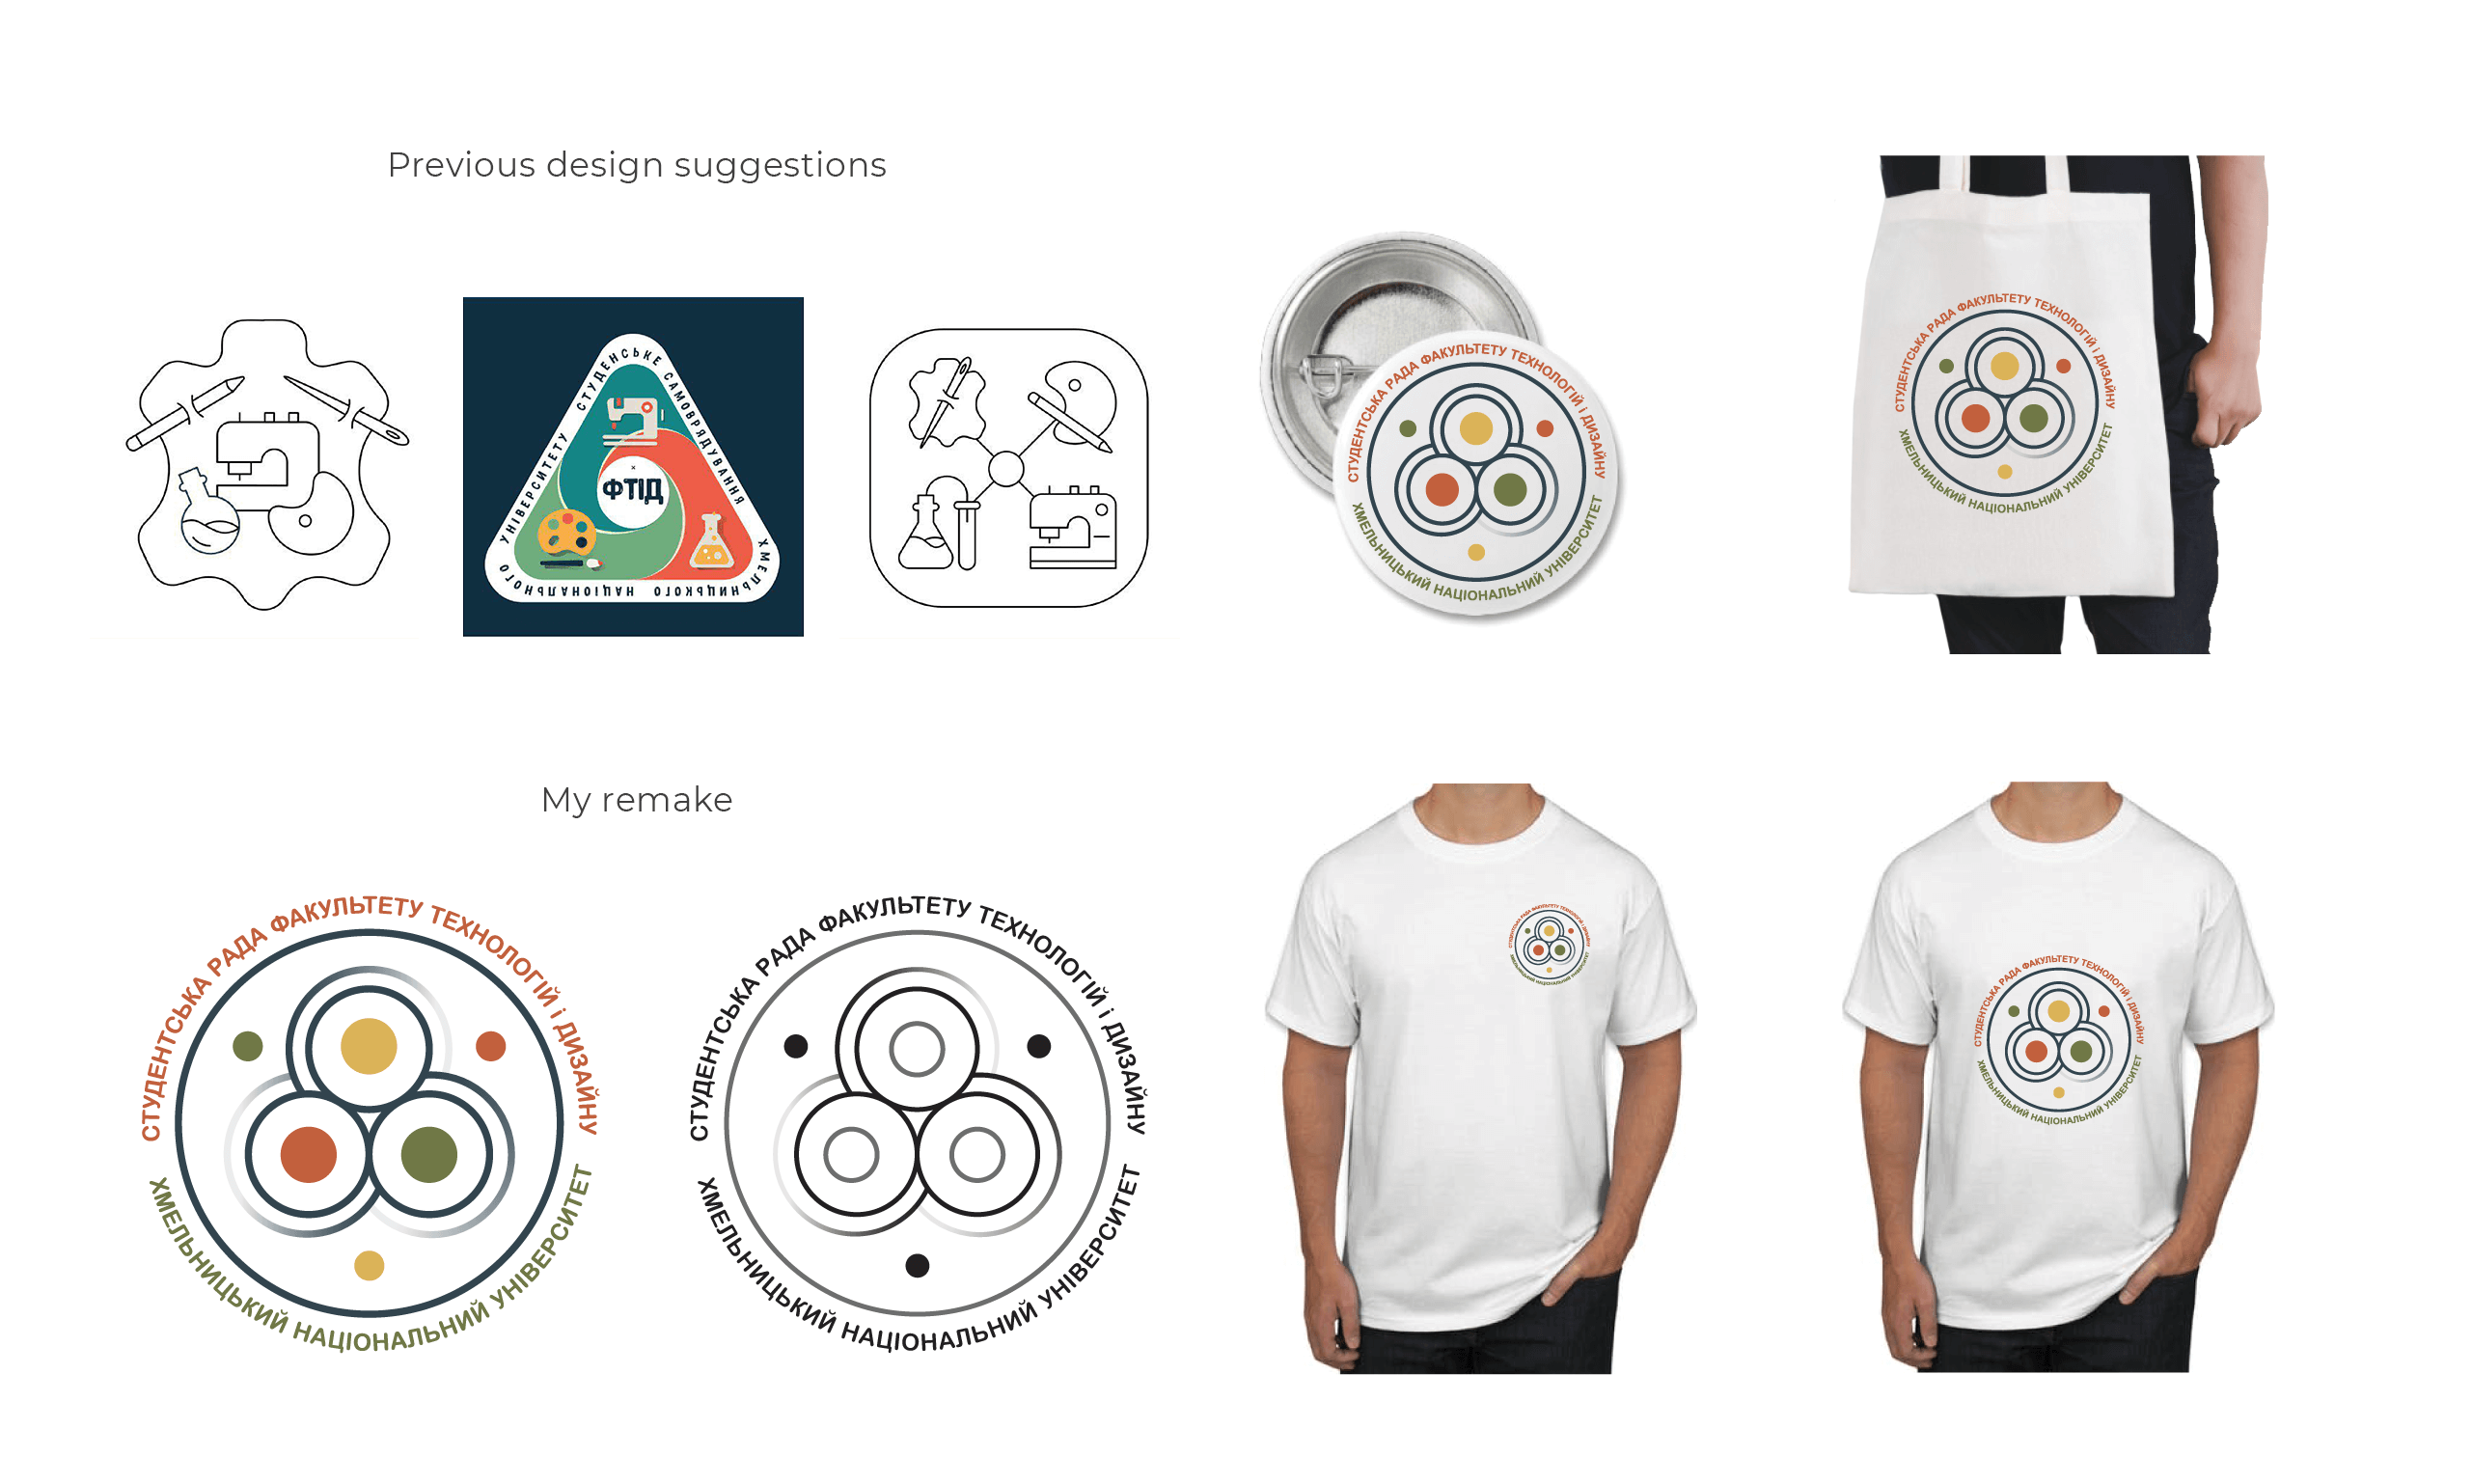 Previous design suggestions
СТУДЕНСЬКЕ САМОВРЯДУВАННЯ
ХМЕЛЬНИЦЬКОГО НАЦІОНАЛЬНОГО
УНІВЕРСИТЕТУ
ФТІД
СТУДЕНТСЬКА РАДА ФАКУЛЬТЕТУ ТЕХНОЛОГІЙ і ДИЗАЙНУ
ХМЕЛЬНИЦЬКИЙ НАЦІОНАЛЬНИЙ УНІВЕРСИТЕТ
СТУДЕНТСЬКА РАДА ФАКУЛЬТЕТУ ТЕХНОЛОГІЙ і ДИЗАЙНУ
ХМЕЛЬНИЦЬКИЙ НАЦІОНАЛЬНИЙ УНІВЕРСИТЕТ
My remake
СТУДЕНТСЬКА РАДА ФАКУЛЬТЕТУ ТЕХНОЛОГІЙ і ДИЗАЙНУ
ХМЕЛЬНИЦЬКИЙ НАЦІОНАЛЬНИЙ УНІВЕРСИТЕТ
СТУДЕНТСЬКА РАДА ФАКУЛЬТЕТУ ТЕХНОЛОГІЙ і ДИЗАЙНУ
ХМЕЛЬНИЦЬКИЙ НАЦІОНАЛЬНИЙ УНІВЕРСИТЕТ
СТУДЕНТСЬКА РАДА ФАКУЛЬТЕТУ ТЕХНОЛОГІЙ і ДИЗАЙНУ
ХМЕЛЬНИЦЬКИЙ НАЦІОНАЛЬНИЙ УНІВЕРСИТЕТ
СТУДЕНТСЬКА РАДА ФАКУЛЬТЕТУ ТЕХНОЛОГІЙ і ДИЗАЙНУ
ХМЕЛЬНИЦЬКИЙ НАЦІОНАЛЬНИЙ УНІВЕРСИТЕТ